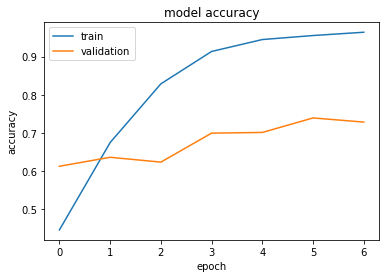 model accuracy
train
validation
accuracy
0.9
0.8
0.7
0.6
0.5
0 1 2 3 4 5 6
epoch